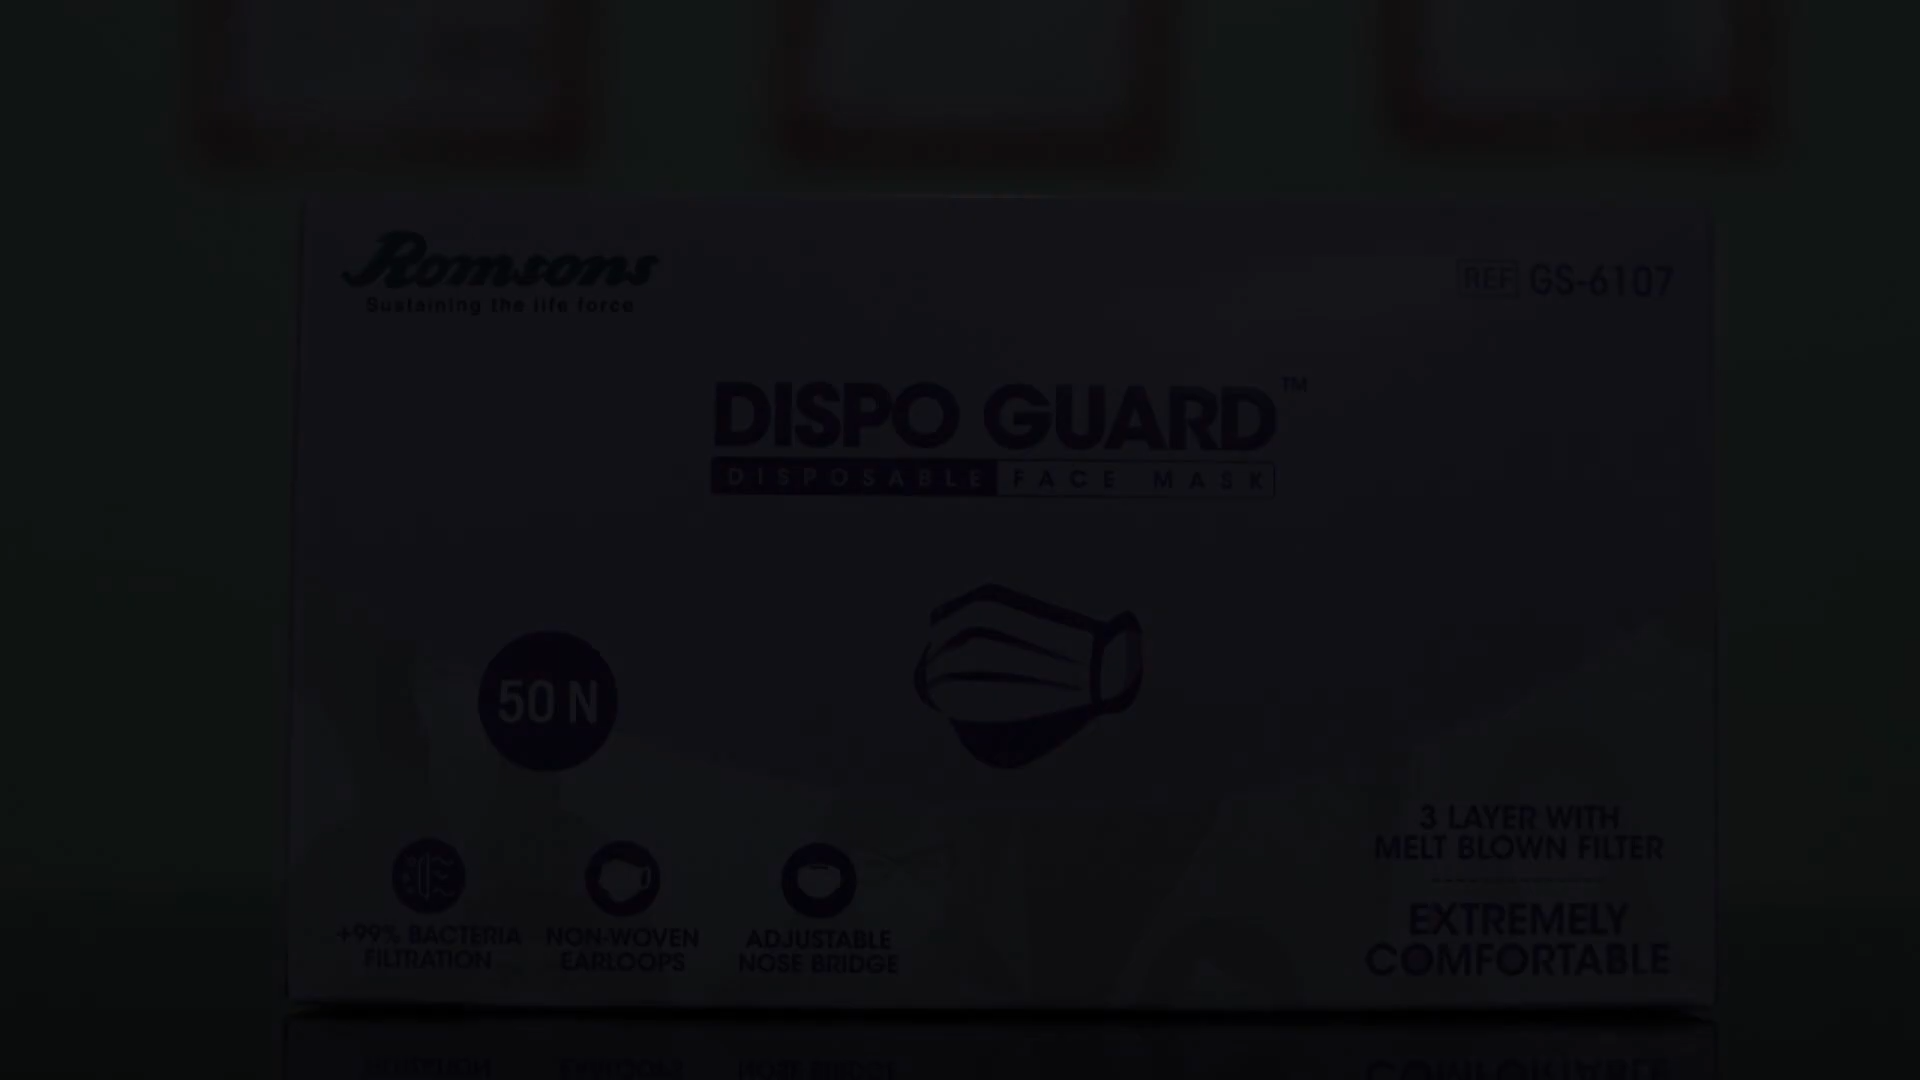 Romsons
Sustaining the life force
REF GS-6107
DISPO GUARD™
DISPOSABLE FACE MASK
50 N
3 LAYER WITH
MELT BLOWN FILTER
EXTREMELY
COMFORTABLE
+99% BACTERIA
FILTRATION
NON-WOVEN
EARLOOPS
ADJUSTABLE
NOSE BRIDGE